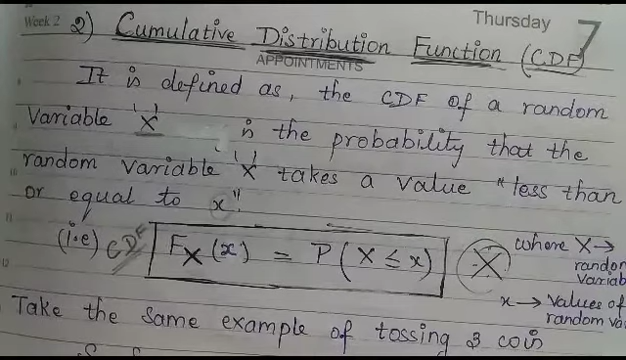 Week 2
Thursday 7
2) Cumulative Distribution Function (CDF)
APPOINTMENTS
It is defined as, the CDF of a random
Variable 'X' is the probability that the
random variable 'X' takes a value "less than
or equal to x".
(i.e) CDF Fx(x) = P(X ≤ x) X where X →
random
Variab
x → Values of
random va
Take the same example of tossing 3 coin